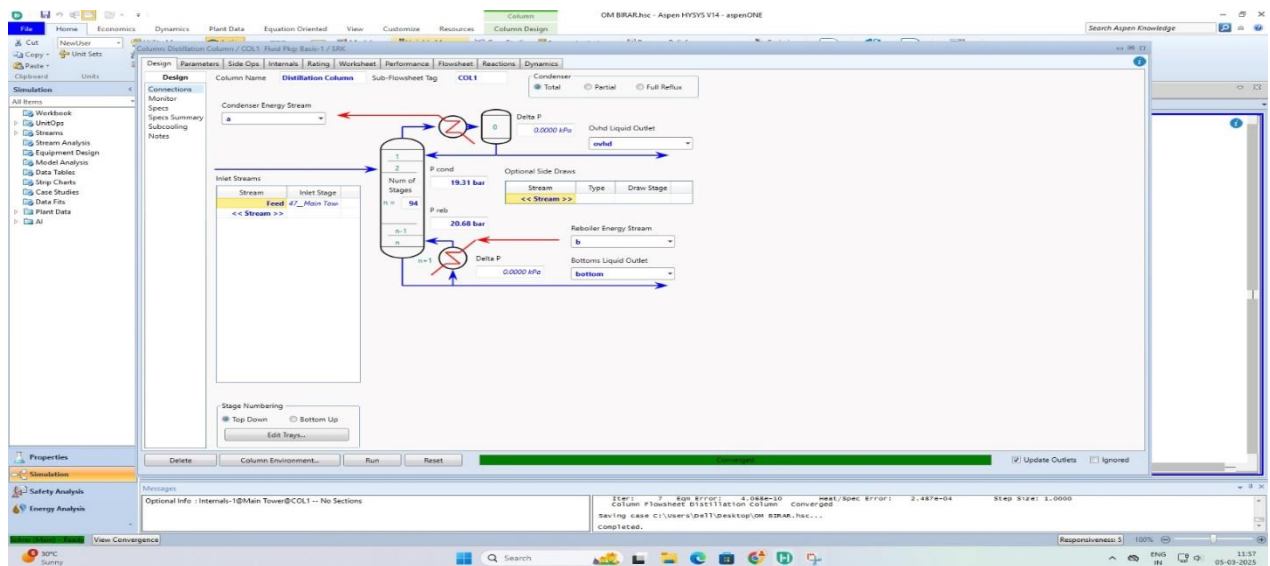 Column
OM BIRAR.hsc - Aspen HYSYS V14 - aspenONE
File Home Economics Dynamics Plant Data Equation Oriented View Customize Resources Column Design
Search Aspen Knowledge
Cut
NewUser
Copy
Unit Sets
Paste
Clipboard Units
Column: Distillation Column / COL1 Fluid Pkg: Basis-1 / SRK
Design Parameters Side Ops Internals Rating Worksheet Performance Flowsheet Reactions Dynamics
Simulation
All Items
Workbook
UnitOps
Streams
Stream Analysis
Equipment Design
Model Analysis
Data Tables
Strip Charts
Case Studies
Data Fits
Plant Data
AI
Properties
Simulation
Safety Analysis
Energy Analysis
Design
Connections
Monitor
Specs
Specs Summary
Subcooling
Notes
Column Name Distillation Column Sub-Flowsheet Tag COL1
Condenser
Total Partial Full Reflux
Condenser Energy Stream
a
0
Delta P
0.0000 kPa
Ovhd Liquid Outlet
ovhd
Inlet Streams
Stream Inlet Stage
Feed 47__Main Tow
<< Stream >>
1
2
Num of
Stages
n = 94
n-1
n
n+1
P cond
19.31 bar
P reb
20.68 bar
Optional Side Draws
Stream Type Draw Stage
<< Stream >>
Reboiler Energy Stream
b
Delta P
0.0000 kPa
Bottoms Liquid Outlet
bottom
Stage Numbering
Top Down Bottom Up
Edit Trays...
Delete Column Environment... Run Reset Converged Update Outlets Ignored
Messages
Optional Info : Internals-1@Main Tower@COL1 -- No Sections
Iter: 7 Eqn Error: 4.068e-10 Heat/Spec Error: 2.487e-04 Step Size: 1.0000
Column Flowsheet Distillation Column Converged
Saving case C:\Users\Dell\Desktop\OM BIRAR.hsc...
Completed.
Solver (Main) - Ready View Convergence
Responsiveness: 5 100%
30°C
Sunny
Search
ENG
IN
11:57
05-03-2025